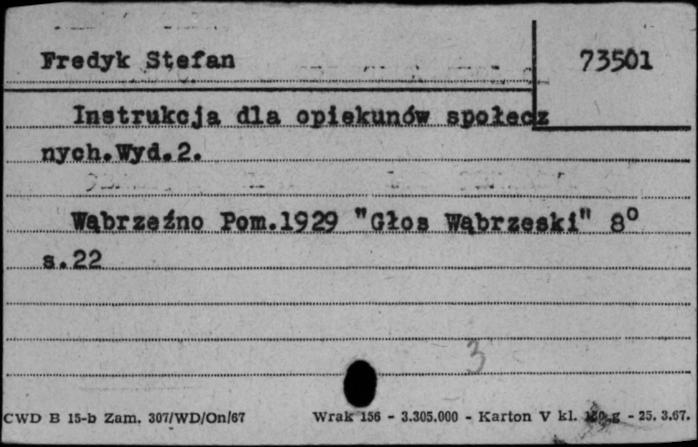 Fredyk Stefan 73501
Instrukcja dla opiekunów społecz
nych.Wyd.2.
Wąbrzeźno Pom.1929 "Głos Wąbrzeski" 8°
s.22
3
CWD B 15-b Zam. 307/WD/On/67 Wrak 156 - 3.305.000 - Karton V kl. - 25. 3.67.